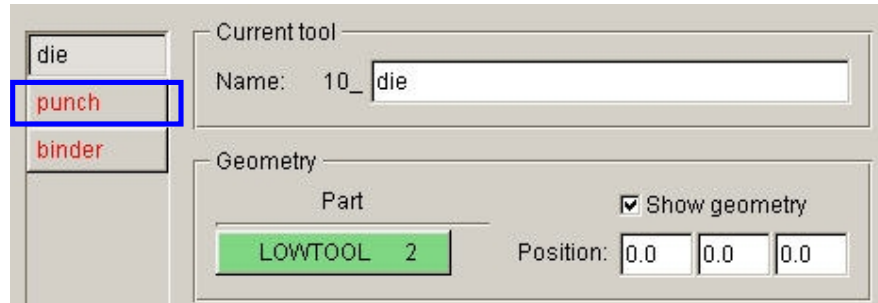 die
punch
binder
Current tool
Name: 10_ die
Geometry
Part
Show geometry
LOWTOOL 2
Position: 0.0 0.0 0.0